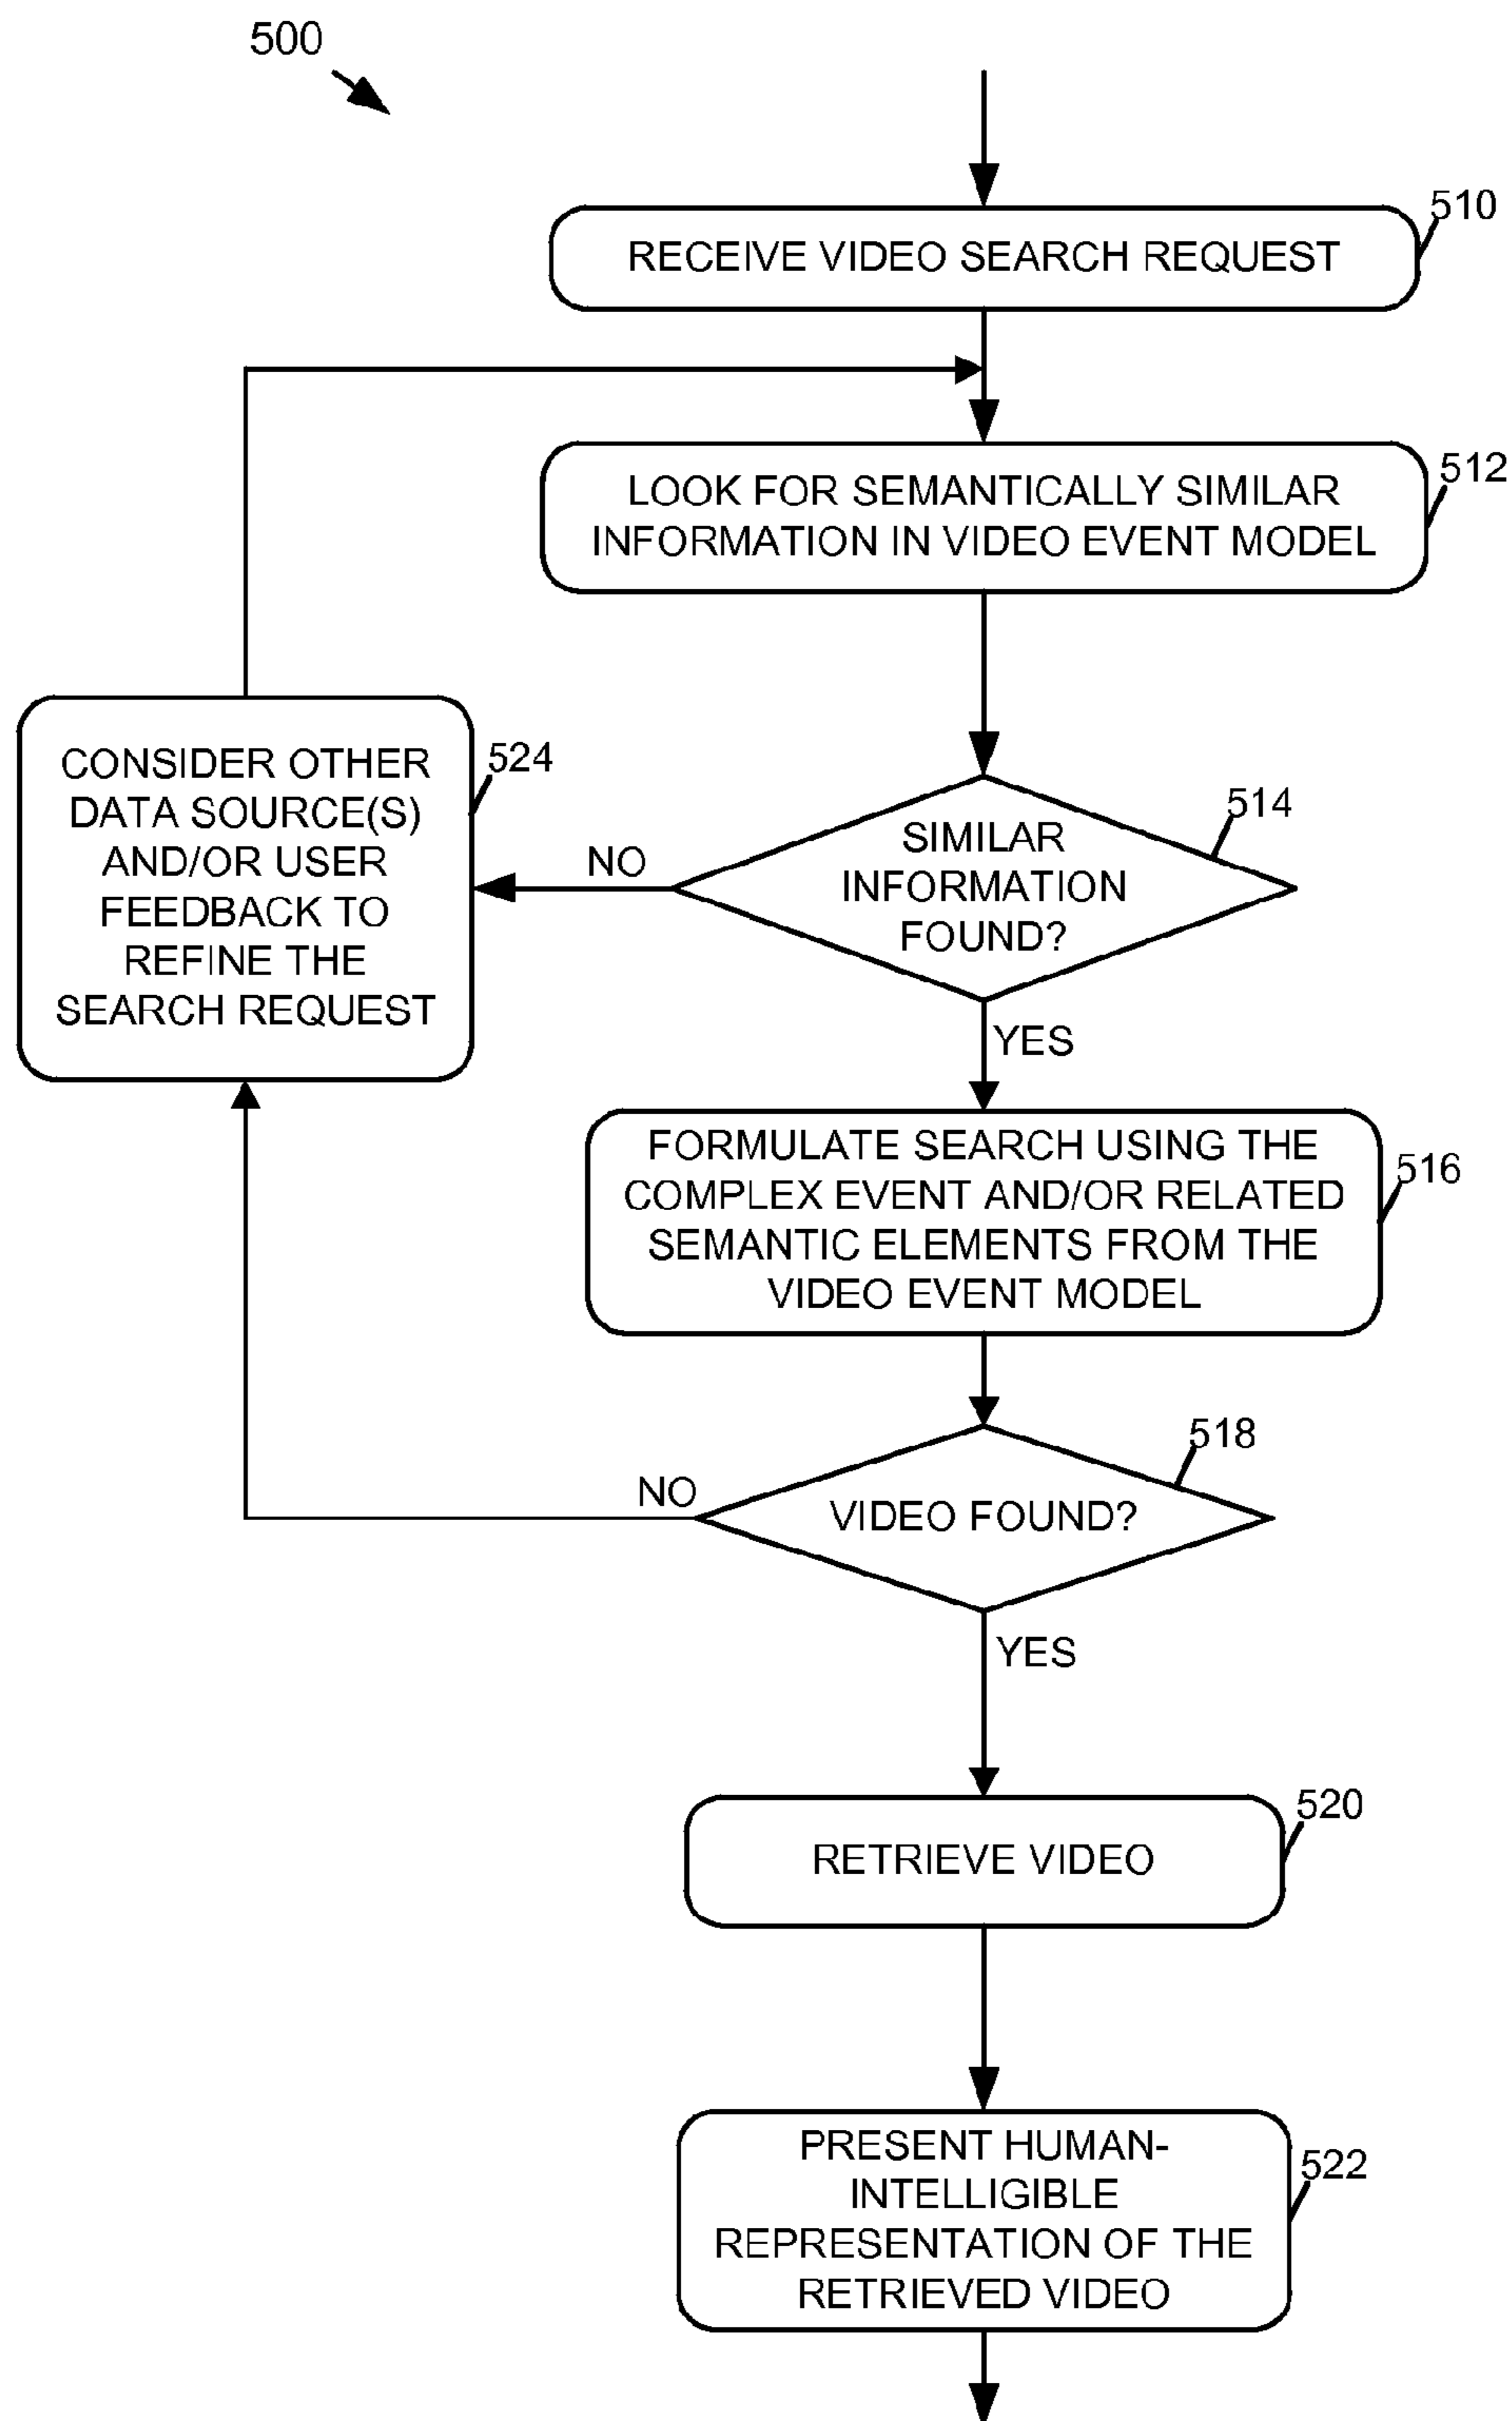 500
RECEIVE VIDEO SEARCH REQUEST
510
LOOK FOR SEMANTICALLY SIMILAR
INFORMATION IN VIDEO EVENT MODEL
512
CONSIDER OTHER
DATA SOURCE(S)
AND/OR USER
FEEDBACK TO
REFINE THE
SEARCH REQUEST
524
NO
SIMILAR
INFORMATION
FOUND?
514
YES
FORMULATE SEARCH USING THE
COMPLEX EVENT AND/OR RELATED
SEMANTIC ELEMENTS FROM THE
VIDEO EVENT MODEL
516
NO
VIDEO FOUND?
518
YES
RETRIEVE VIDEO
520
PRESENT HUMAN-
INTELLIGIBLE
REPRESENTATION OF THE
RETRIEVED VIDEO
522